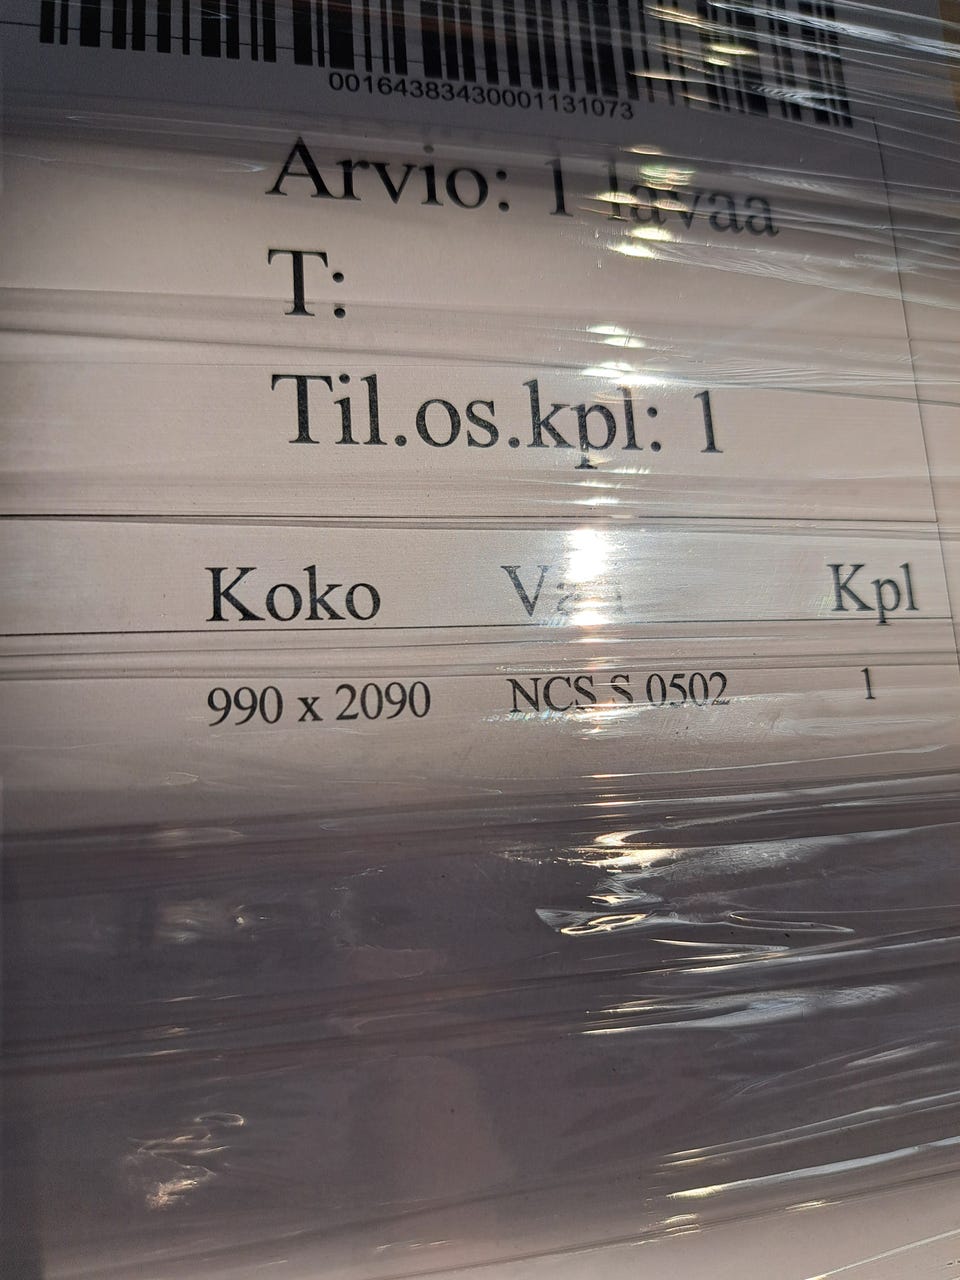 00164383430001131073
Arvio: 1 lavaa
T:
Til.os.kpl: 1
Koko Kpl
990 x 2090 NCS S 0502 1